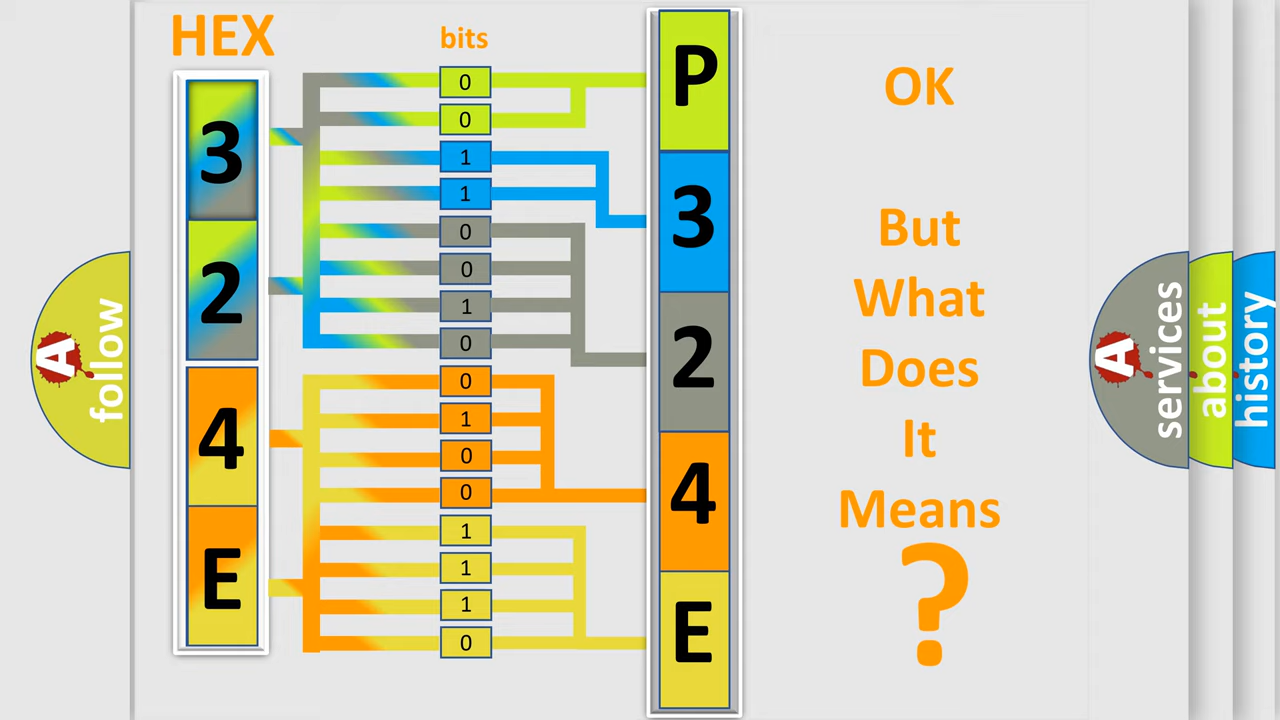 HEX
3
2
4
E
bits
0
0
1
1
0
0
1
0
0
1
0
0
1
1
1
0
P
3
2
4
E
OK
But
What
Does
It
Means
?
A
follow
A
services
about
history